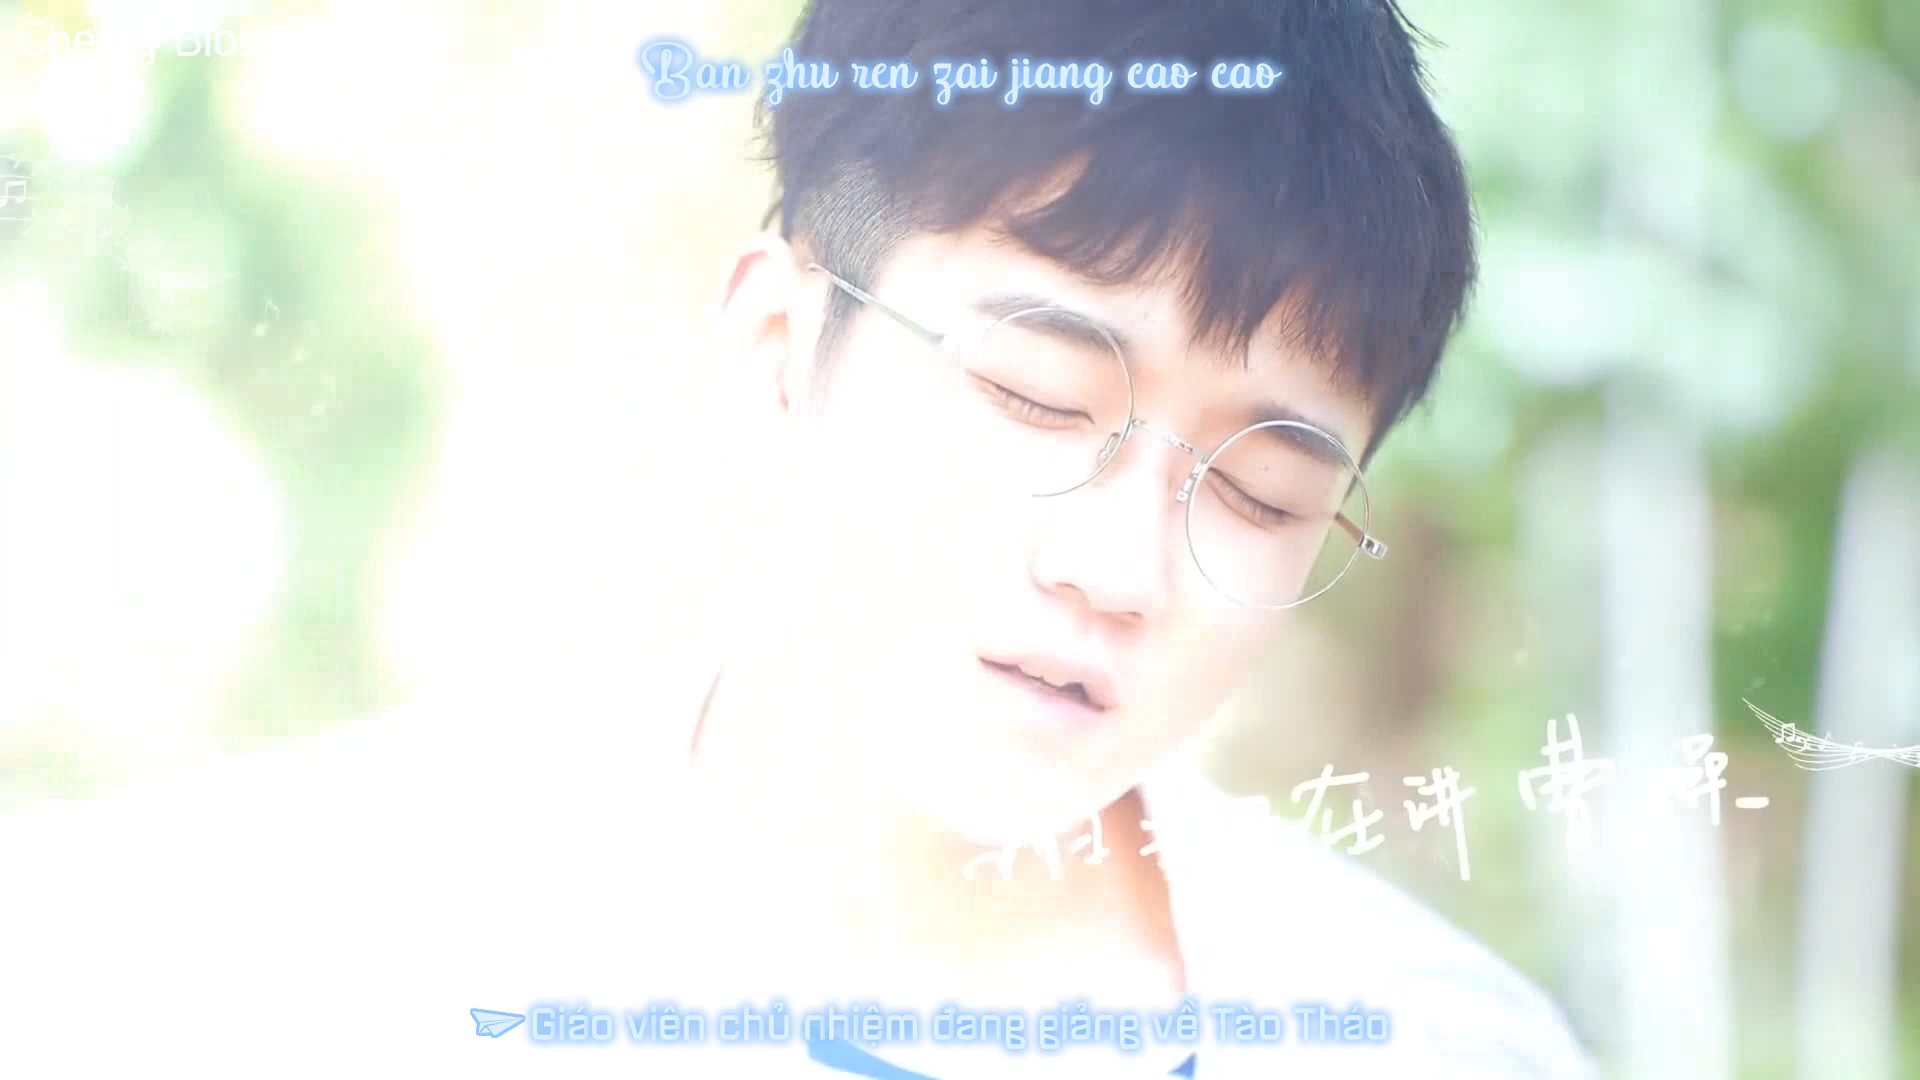 Ban zhu ren zai jiang cao cao
在讲曹操
Giáo viên chủ nhiệm đang giảng về Tào Tháo